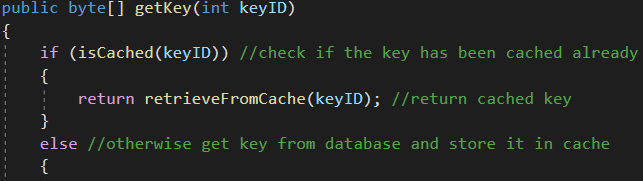 public byte[] getKey(int keyID)
{
if (isCached(keyID)) //check if the key has been cached already
{
return retrieveFromCache(keyID); //return cached key
}
else //otherwise get key from database and store it in cache
{